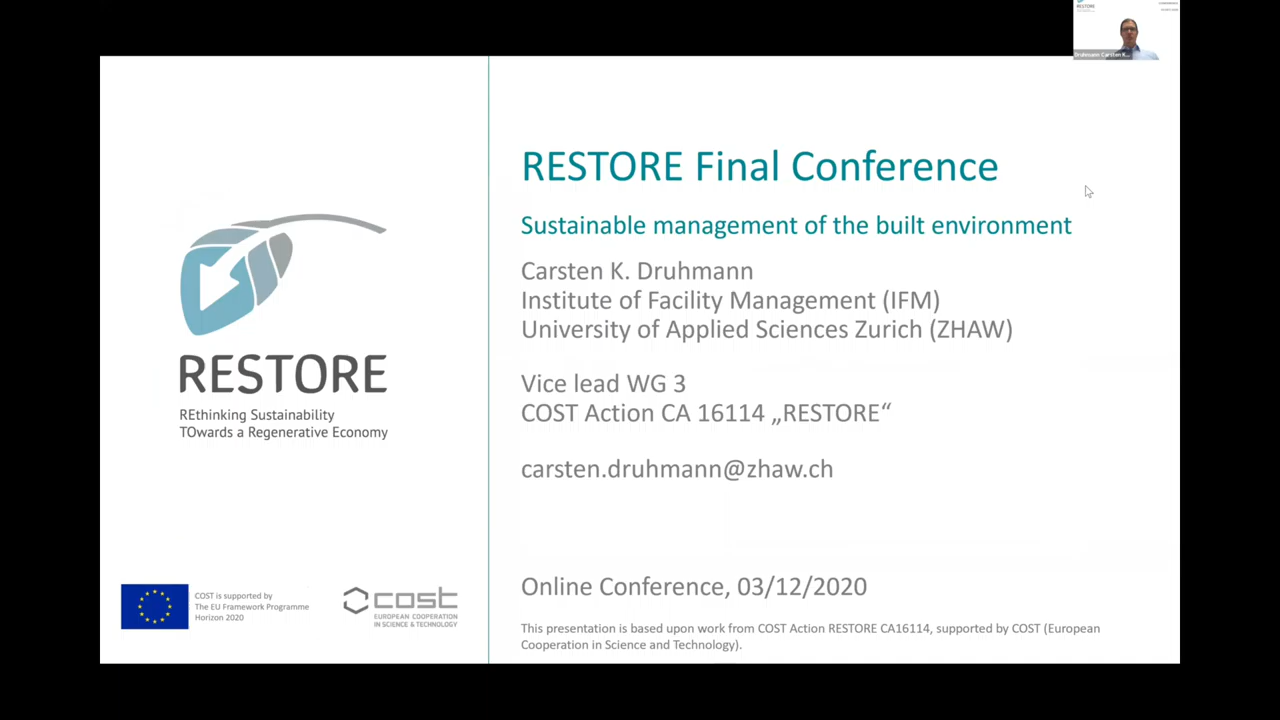 RESTORE
Druhmann Carsten K...
RESTORE Final Conference
Sustainable management of the built environment
Carsten K. Druhmann
Institute of Facility Management (IFM)
University of Applied Sciences Zurich (ZHAW)
Vice lead WG 3
COST Action CA 16114 „RESTORE“
carsten.druhmann@zhaw.ch
Online Conference, 03/12/2020
This presentation is based upon work from COST Action RESTORE CA16114, supported by COST (European
Cooperation in Science and Technology).
RESTORE
REthinking Sustainability
TOwards a Regenerative Economy
COST is supported by
The EU Framework Programme
Horizon 2020
cost
EUROPEAN COOPERATION
IN SCIENCE & TECHNOLOGY